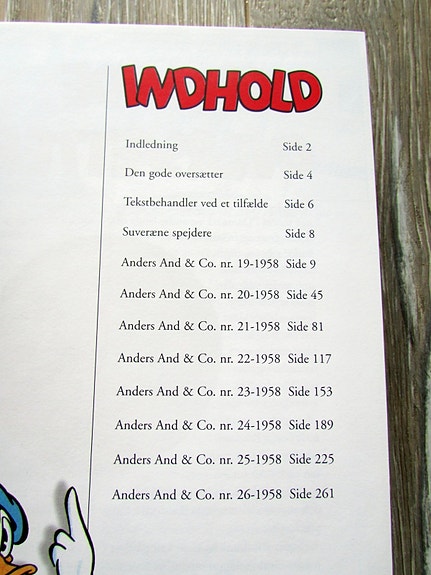 INDHOLD
Indledning Side 2
Den gode oversætter Side 4
Tekstbehandler ved et tilfælde Side 6
Suveræne spejdere Side 8
Anders And & Co. nr. 19-1958 Side 9
Anders And & Co. nr. 20-1958 Side 45
Anders And & Co. nr. 21-1958 Side 81
Anders And & Co. nr. 22-1958 Side 117
Anders And & Co. nr. 23-1958 Side 153
Anders And & Co. nr. 24-1958 Side 189
Anders And & Co. nr. 25-1958 Side 225
Anders And & Co. nr. 26-1958 Side 261